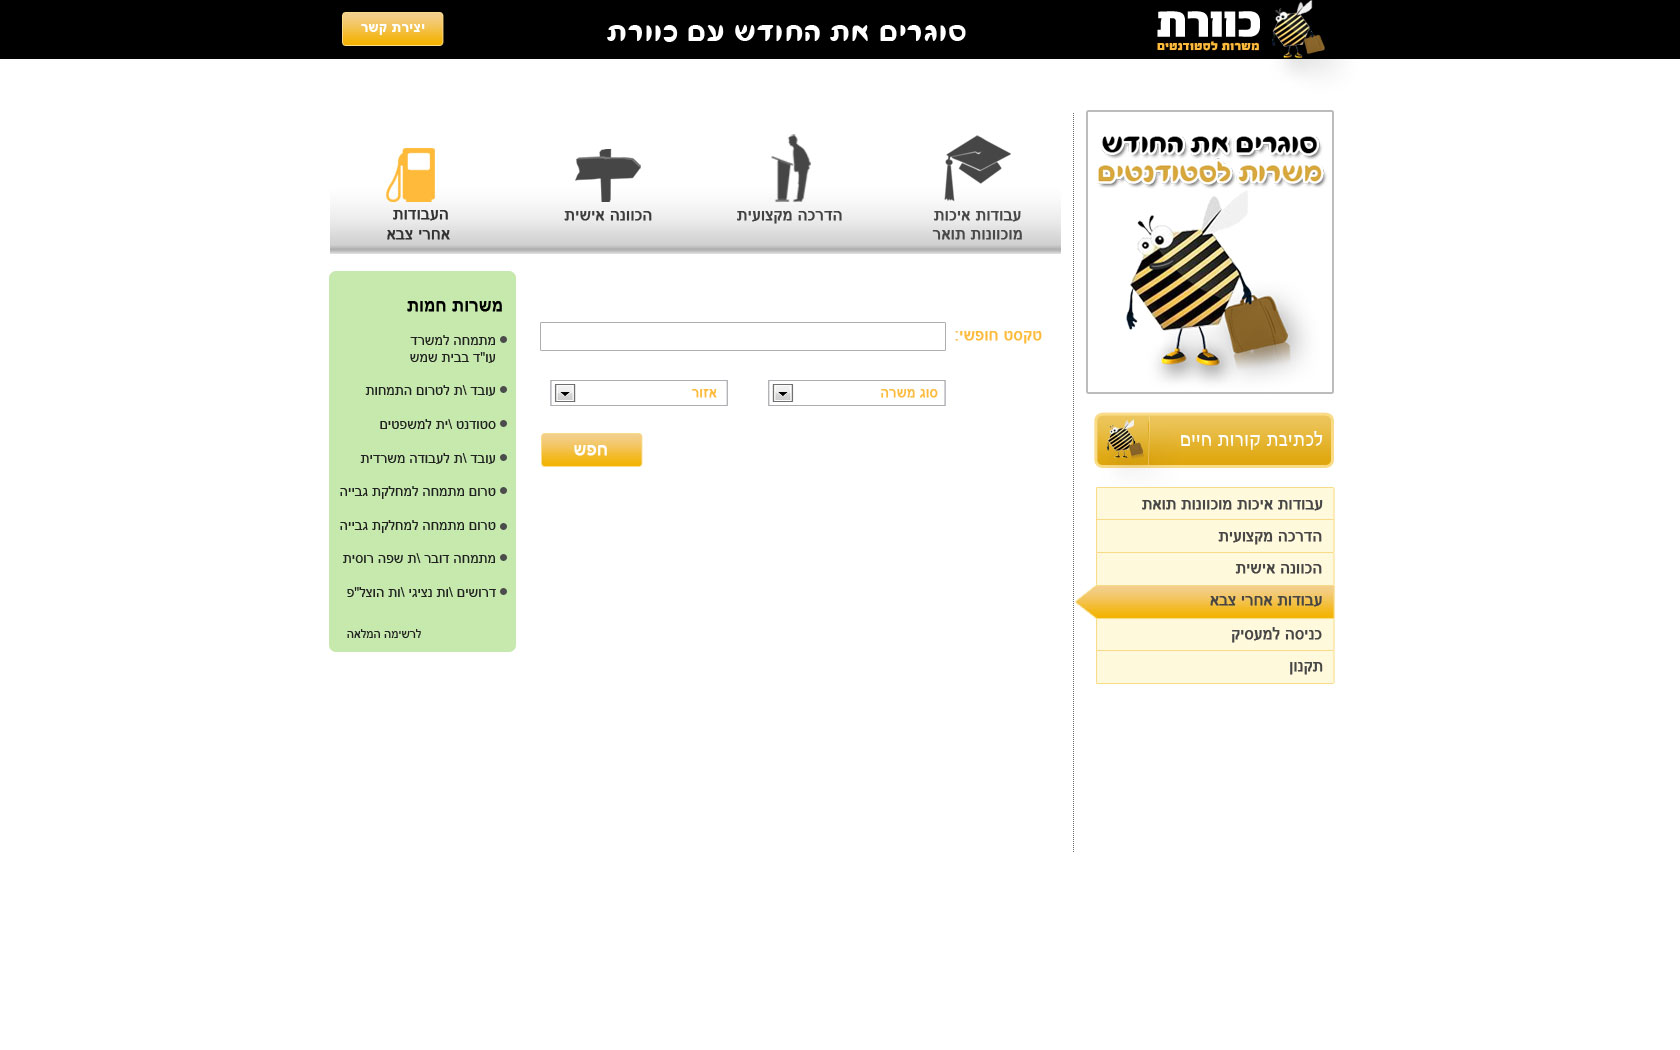 כוורת
משרות לסטודנטים
סוגרים את החודש עם כוורת
יצירת קשר
סוגרים את החודש
משרות לסטודנטים
לכתיבת קורות חיים
עבודות איכות מוכוונות תואת
הדרכה מקצועית
הכוונה אישית
עבודות אחרי צבא
כניסה למעסיק
תקנון
עבודות איכות
מוכוונות תואר
הדרכה מקצועית
הכוונה אישית
העבודות
אחרי צבא
טקסט חופשי:
סוג משרה
אזור
חפש
משרות חמות
מתמחה למשרד
עו"ד בבית שמש
עובד \ת לטרום התמחות
סטודנט \ית למשפטים
עובד \ת לעבודה משרדית
טרום מתמחה למחלקת גבייה
טרום מתמחה למחלקת גבייה
מתמחה דובר \ת שפה רוסית
דרושים \ות נציגי \ות הוצל"פ
לרשימה המלאה